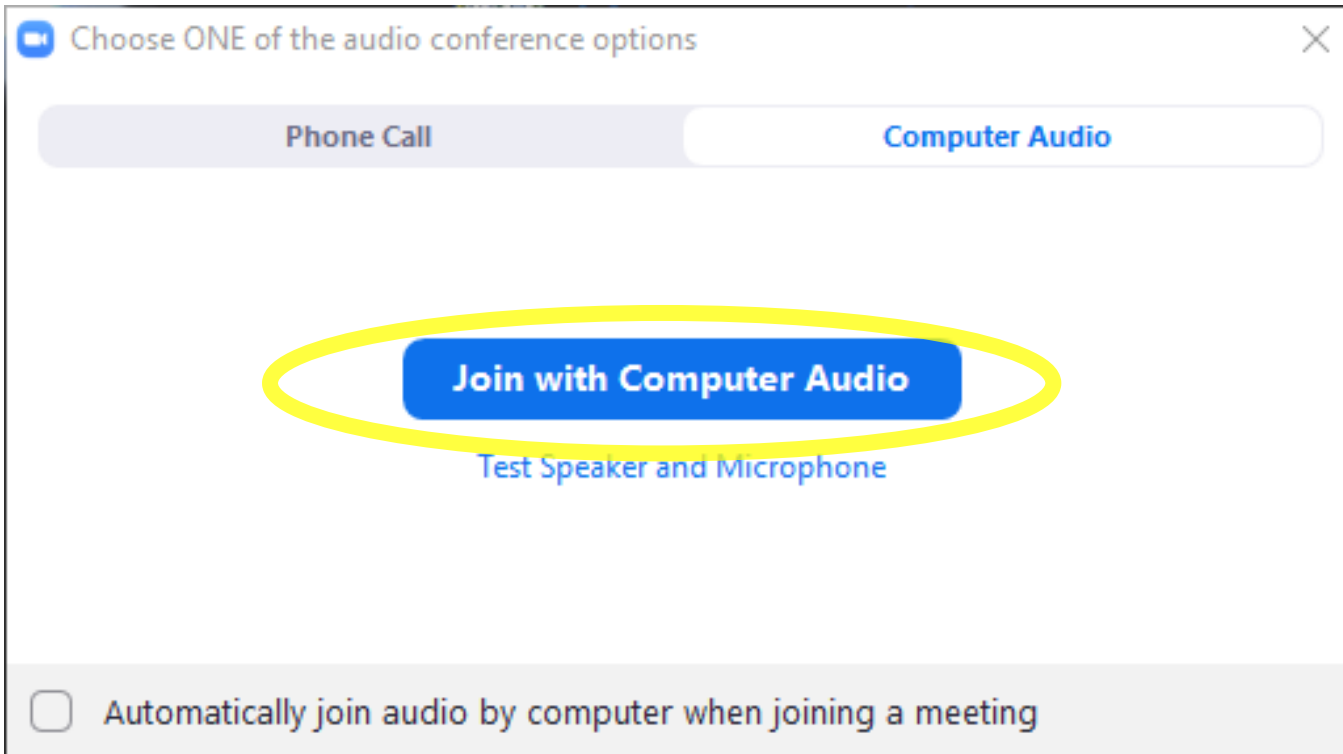 Choose ONE of the audio conference options
Phone Call
Computer Audio
Join with Computer Audio
Test Speaker and Microphone
Automatically join audio by computer when joining a meeting